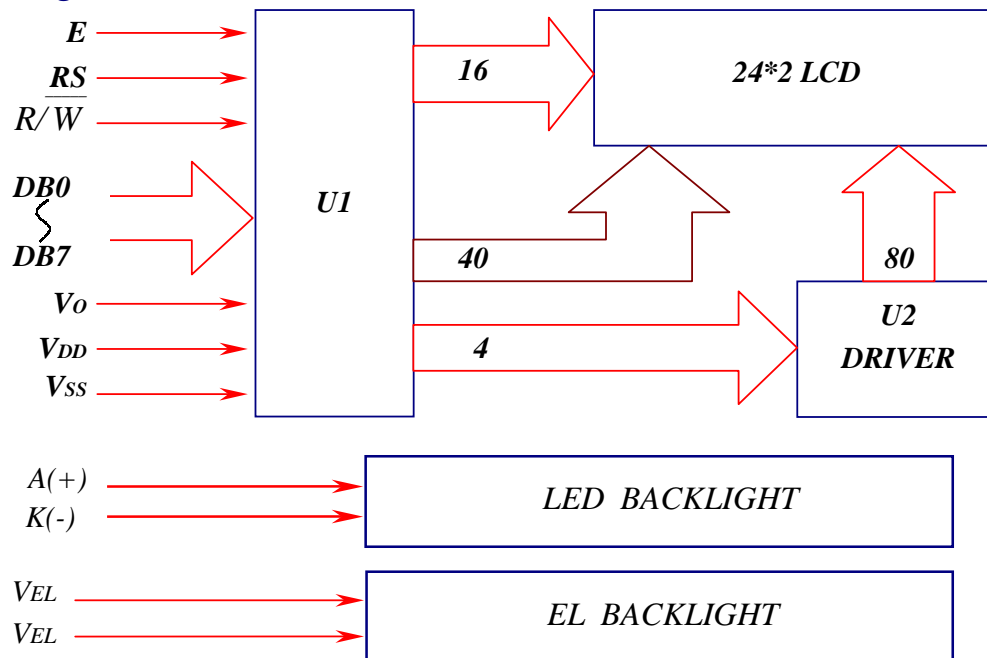 E
RS
R/W̅
DB0
DB7
VO
VDD
VSS
U1
16
40
4
24*2 LCD
80
U2
DRIVER
A(+)
K(-)
LED BACKLIGHT
VEL
VEL
EL BACKLIGHT